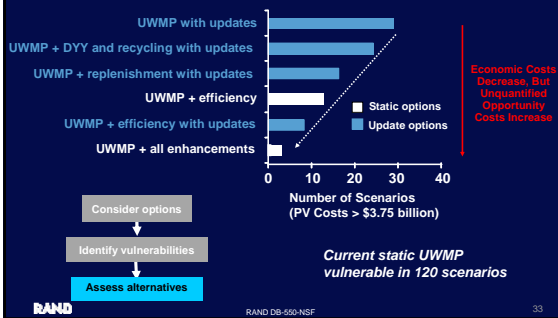 UWMP with updates
UWMP + DYY and recycling with updates
UWMP + replenishment with updates
UWMP + efficiency
UWMP + efficiency with updates
UWMP + all enhancements
Static options
Update options
Economic Costs
Decrease, But
Unquantified
Opportunity
Costs Increase
0 10 20 30 40
Number of Scenarios
(PV Costs > $3.75 billion)
Consider options
Identify vulnerabilities
Assess alternatives
Current static UWMP
vulnerable in 120 scenarios
RAND
RAND DB-550-NSF
33